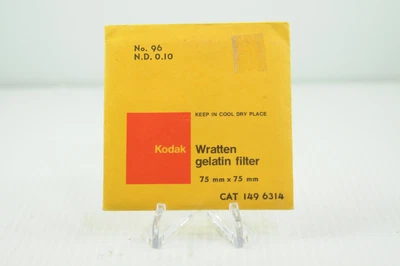 No. 96
N.D. 0.10
KEEP IN COOL DRY PLACE
Kodak
Wratten
gelatin filter
75 mm x 75 mm
CAT 149 6314